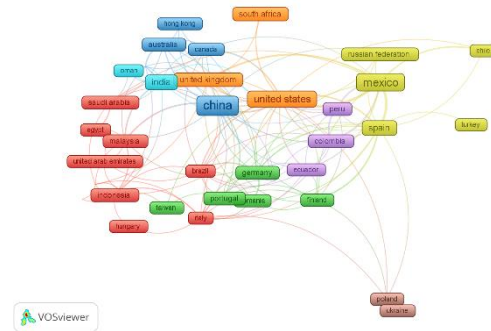 south africa
hong kong
australia
canada
russian federation
oman
india
united kingdom
mexico
china
united states
saudi arabia
peru
egypt
malaysia
spain
turkey
colombia
united arab emirates
brazil
germany
ecuador
indonesia
portugal
taiwan
italy
hungary
poland
ukraine
VOSviewer